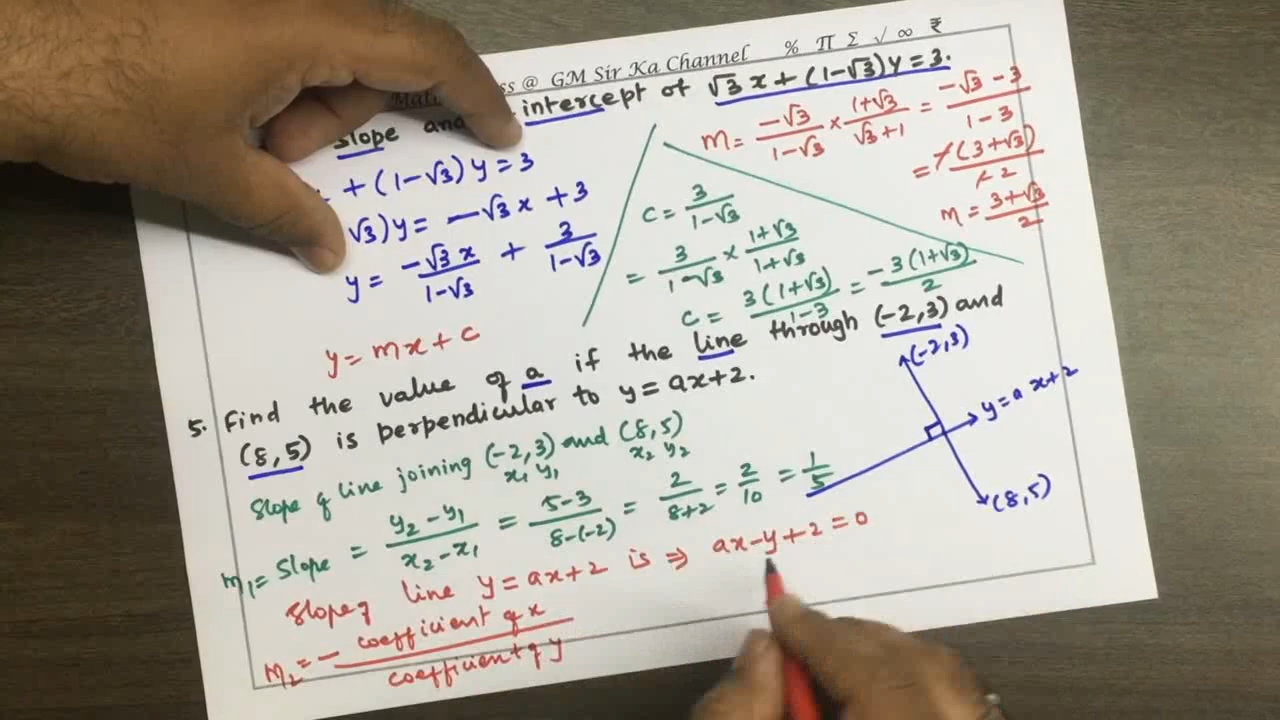 @ GM Sir Ka Channel % Π Σ √ ∞ ₹
slope and intercept of √3 x + (1-√3)y = 3.
+ (1-√3) y = 3
√3)y = -√3 x + 3
y = -√3 x / 1-√3 + 3 / 1-√3
y = mx + c
m = -√3 / 1-√3 × 1+√3 / √3+1 = -√3 - 3 / 1-3
= -(3+√3) / -2
m = 3+√3 / 2
c = 3 / 1-√3
= 3 / 1-√3 × 1+√3 / 1+√3
c = 3(1+√3) / 1-3 = -3(1+√3) / 2
5. Find the value of a if the line through (-2,3) and
(8,5) is perpendicular to y = ax+2.
Slope of line joining (-2,3) and (8,5)
x1 y1 x2 y2
m1 = Slope = y2-y1 / x2-x1 = 5-3 / 8-(-2) = 2 / 8+2 = 2 / 10 = 1 / 5
Slope of line y = ax+2 is ⇒ ax-y+2=0
m2 = - coefficient of x / coefficient of y
(-2,3)
y = a x+2
(8,5)